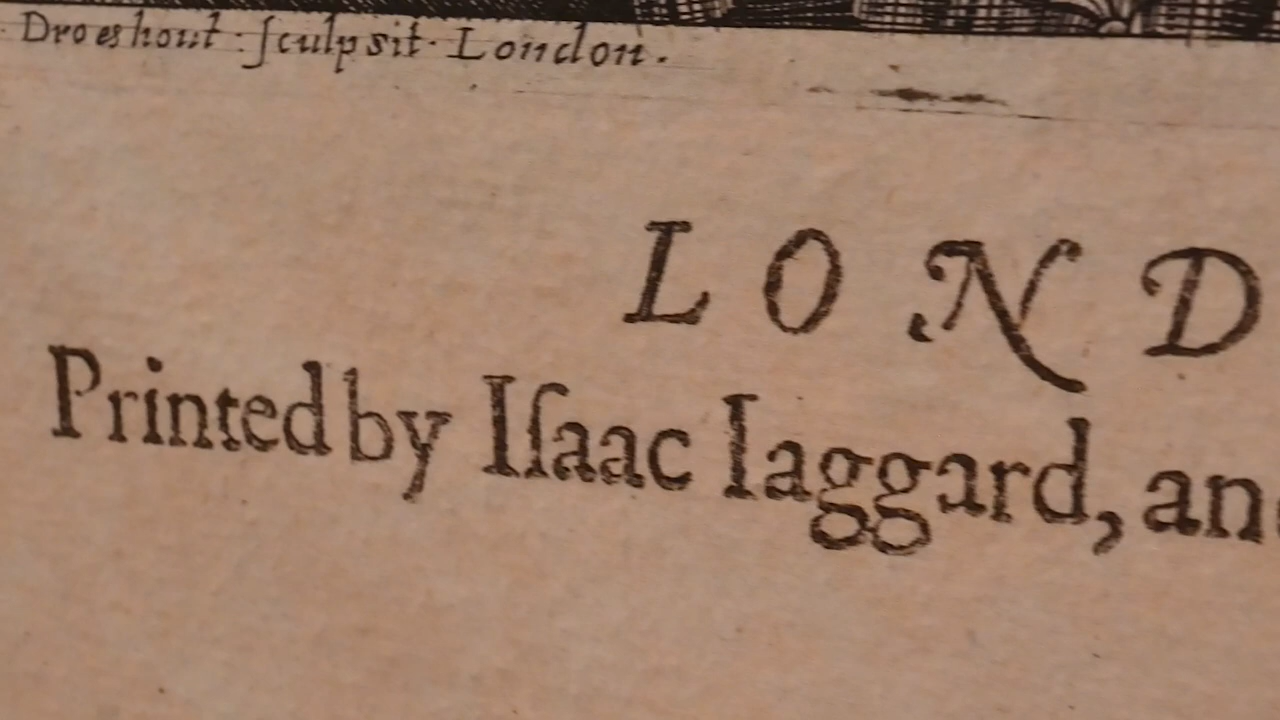 Droeshout: ſculpsit. London.
L O N D
Printed by Iſaac Iaggard, an